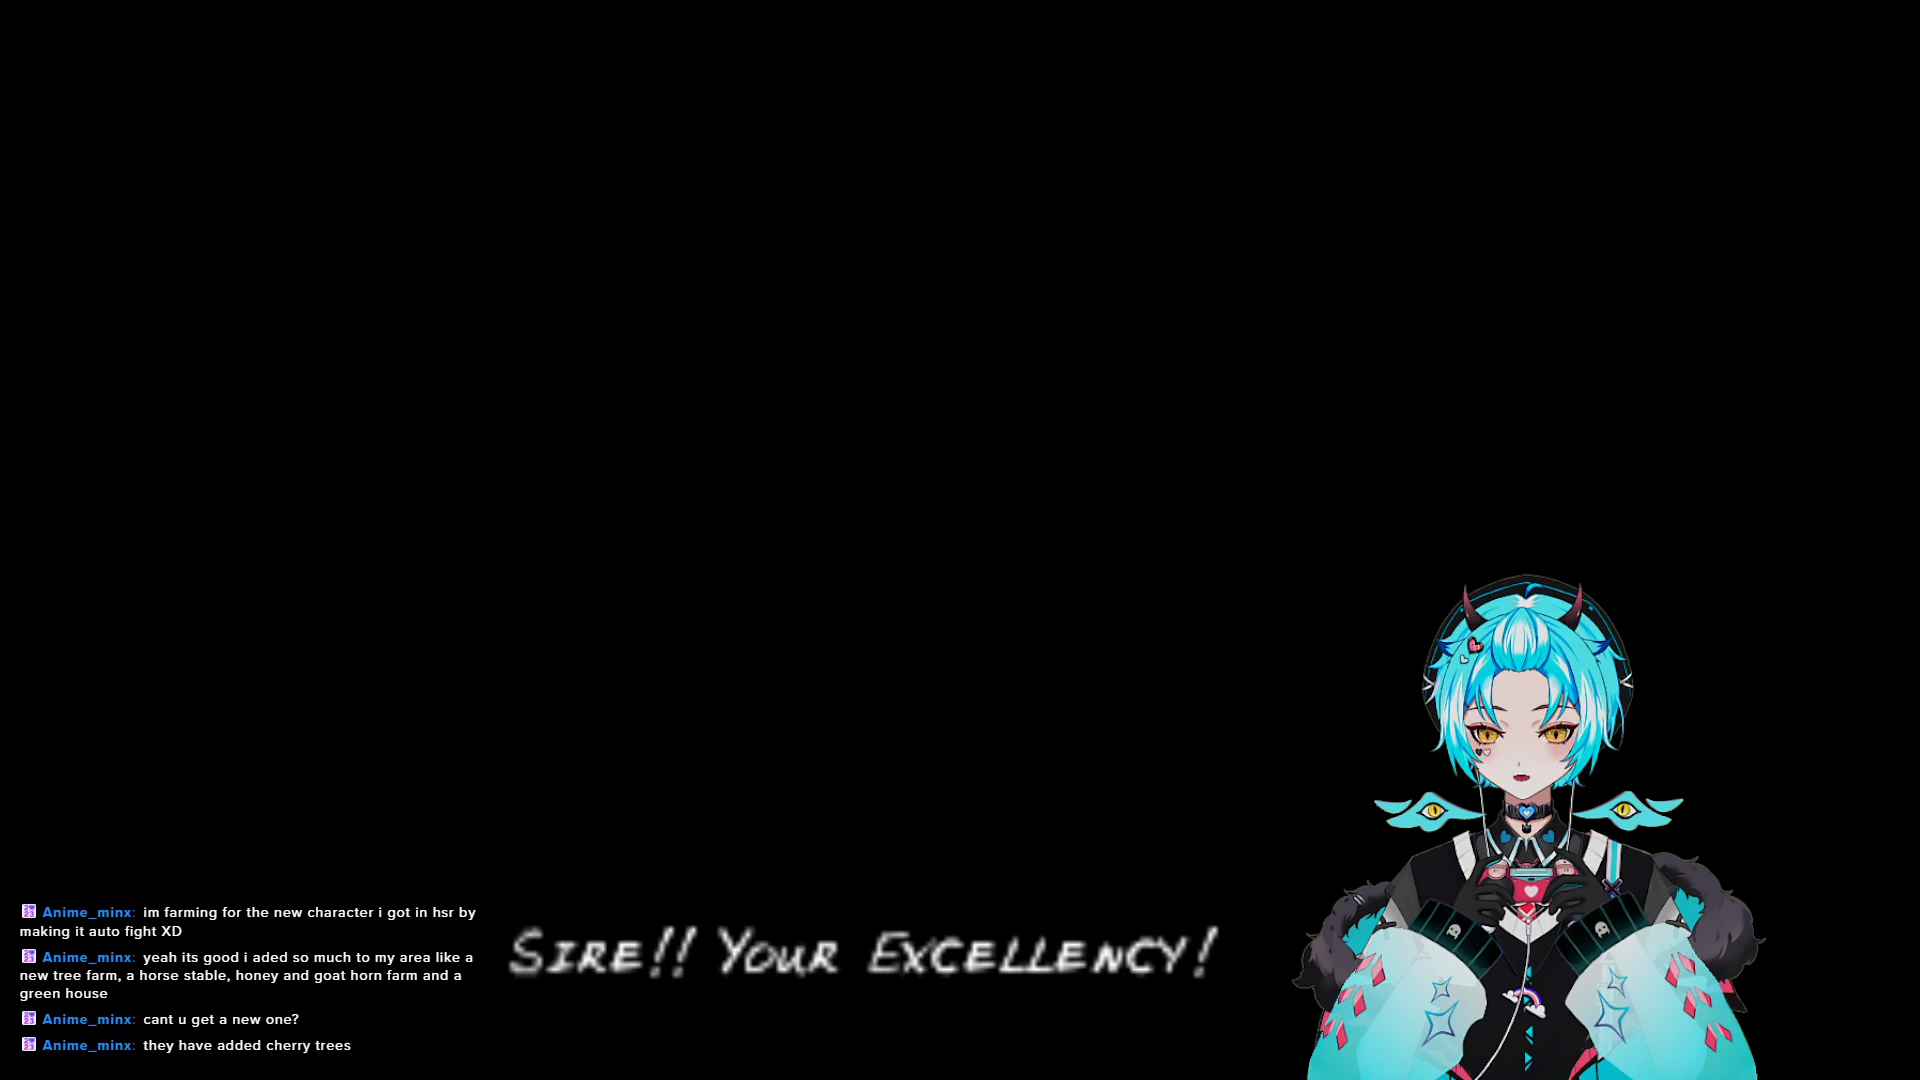 Anime_minx: im farming for the new character i got in hsr by
making it auto fight XD
Anime_minx: yeah its good i aded so much to my area like a
new tree farm, a horse stable, honey and goat horn farm and a
green house
Anime_minx: cant u get a new one?
Anime_minx: they have added cherry trees
SIRE!! YOUR EXCELLENCY!